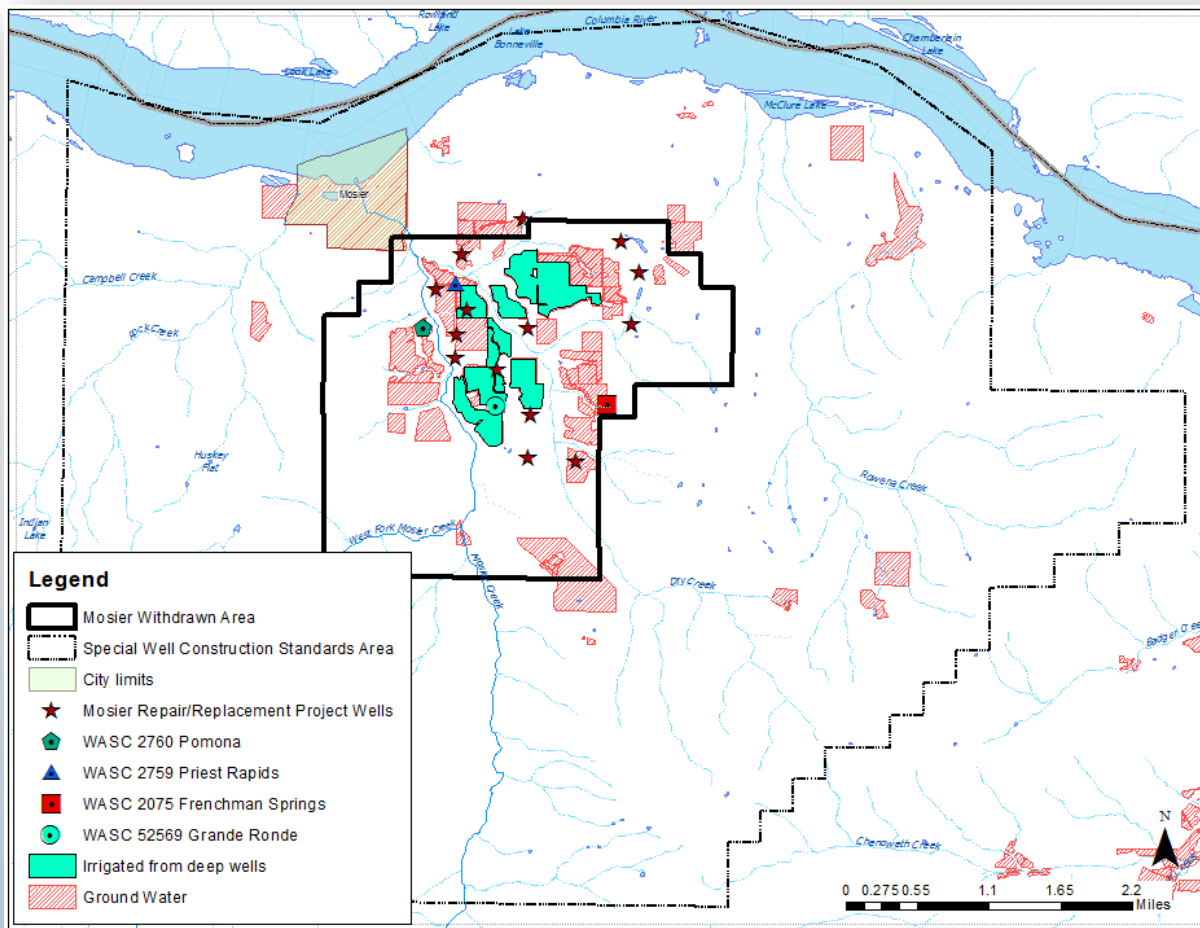 Rowland
Lake
Columbia River
Lake
Bonneville
Chamberlain
Lake
Look Lake
McClure Lake
Mosier
Campbell Creek
Rock Creek
Huskey
Flat
Rowena Creek
Indian
Lake
West Fork Mosier Creek
Mosier Creek
Dry Creek
Badger Cree
Chenoweth Creek
Legend
Mosier Withdrawn Area
Special Well Construction Standards Area
City limits
Mosier Repair/Replacement Project Wells
WASC 2760 Pomona
WASC 2759 Priest Rapids
WASC 2075 Frenchman Springs
WASC 52569 Grande Ronde
Irrigated from deep wells
Ground Water
N
0 0.275 0.55 1.1 1.65 2.2
Miles